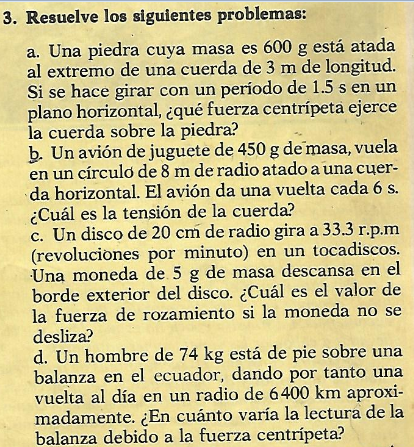 3. Resuelve los siguientes problemas:
a. Una piedra cuya masa es 600 g está atada
al extremo de una cuerda de 3 m de longitud.
Si se hace girar con un período de 1.5 s en un
plano horizontal, ¿qué fuerza centrípeta ejerce
la cuerda sobre la piedra?
b. Un avión de juguete de 450 g de masa, vuela
en un círculo de 8 m de radio atado a una cuer-
da horizontal. El avión da una vuelta cada 6 s.
¿Cuál es la tensión de la cuerda?
c. Un disco de 20 cm de radio gira a 33.3 r.p.m
(revoluciones por minuto) en un tocadiscos.
Una moneda de 5 g de masa descansa en el
borde exterior del disco. ¿Cuál es el valor de
la fuerza de rozamiento si la moneda no se
desliza?
d. Un hombre de 74 kg está de pie sobre una
balanza en el ecuador, dando por tanto una
vuelta al día en un radio de 6400 km aproxi-
madamente. ¿En cuánto varía la lectura de la
balanza debido a la fuerza centrípeta?